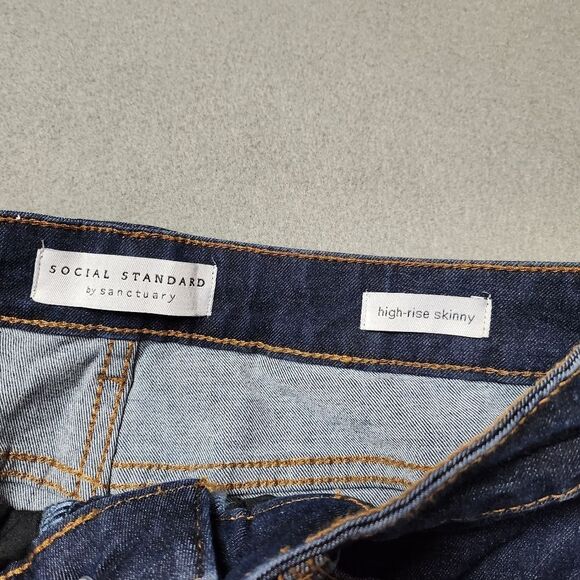 SOCIAL STANDARD
by sanctuary
high-rise skinny